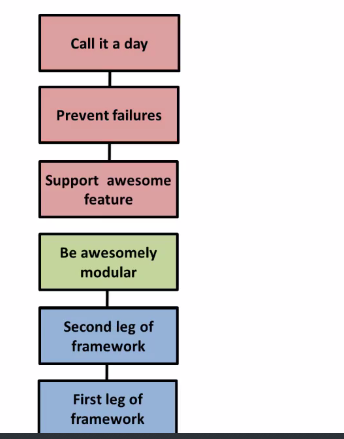 Call it a day
Prevent failures
Support awesome
feature
Be awesomely
modular
Second leg of
framework
First leg of
framework